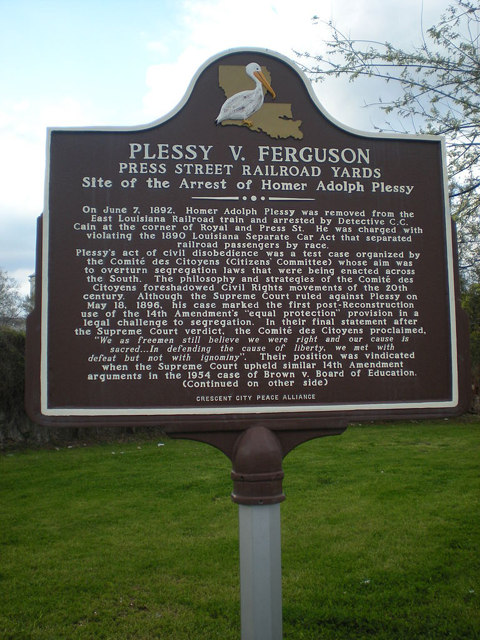 PLESSY V. FERGUSON
PRESS STREET RAILROAD YARDS
Site of the Arrest of Homer Adolph Plessy
On June 7, 1892, Homer Adolph Plessy was removed from the
East Louisiana Railroad train and arrested by Detective C.C.
Cain at the corner of Royal and Press St. He was charged with
violating the 1890 Louisiana Separate Car Act that separated
railroad passengers by race.
Plessy's act of civil disobedience was a test case organized by
the Comité des Citoyens (Citizens' Committee) whose aim was
to overturn segregation laws that were being enacted across
the South. The philosophy and strategies of the Comité des
Citoyens foreshadowed Civil Rights movements of the 20th
century. Although the Supreme Court ruled against Plessy on
May 18, 1896, his case marked the first post-Reconstruction
use of the 14th Amendment's "equal protection" provision in a
legal challenge to segregation. In their final statement after
the Supreme Court verdict, the Comité des Citoyens proclaimed,
"We as freemen still believe we were right and our cause is
sacred...In defending the cause of liberty, we met with
defeat but not with ignominy". Their position was vindicated
when the Supreme Court upheld similar 14th Amendment
arguments in the 1954 case of Brown v. Board of Education.
(Continued on other side)
CRESCENT CITY PEACE ALLIANCE